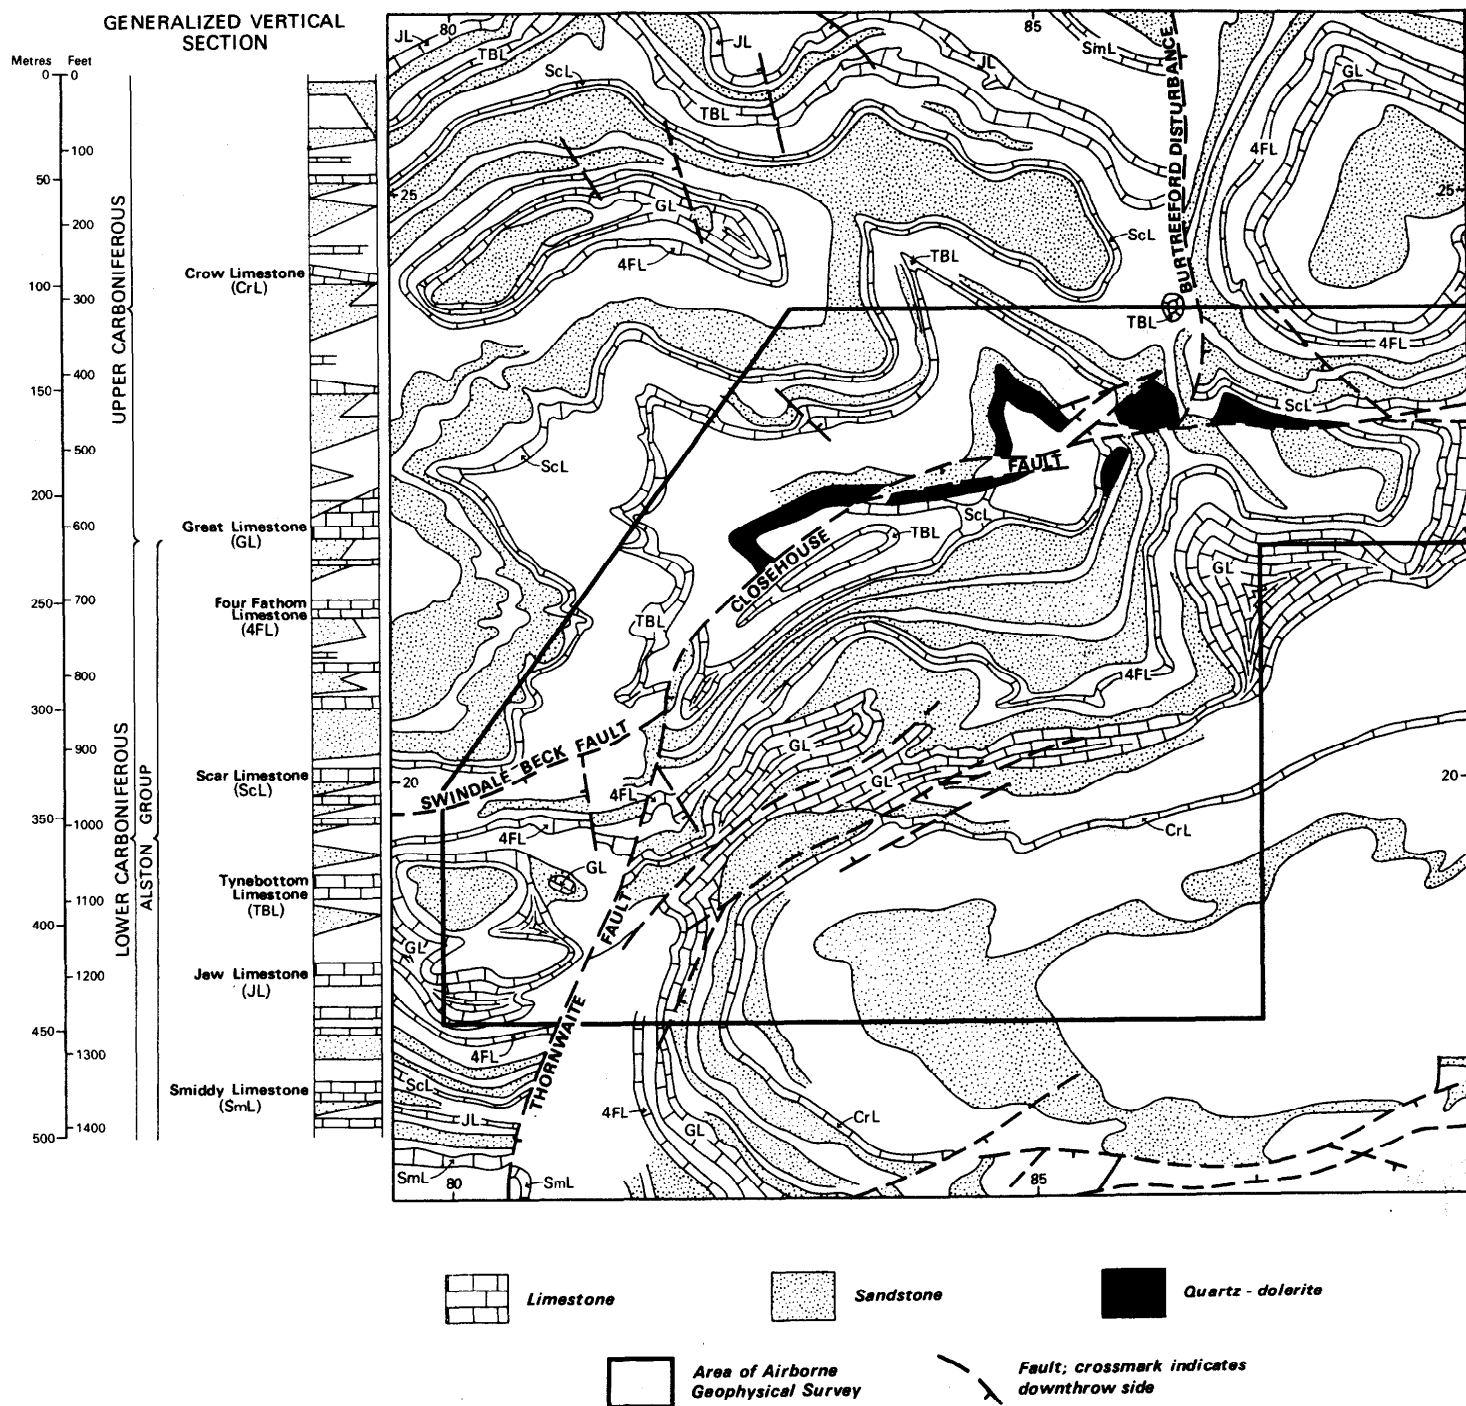 GENERALIZED VERTICAL
SECTION
Metres Feet
0 0
100
50
200
100 300
400
150
500
200
600
250 700
800
300
900
350 1000
1100
400
1200
450
1300
1400
500
UPPER CARBONIFEROUS
LOWER CARBONIFEROUS
ALSTON GROUP
Crow Limestone
(CrL)
Great Limestone
(GL)
Four Fathom
Limestone
(4FL)
Scar Limestone
(ScL)
Tynebottom
Limestone
(TBL)
Jew Limestone
(JL)
Smiddy Limestone
(SmL)
80
85
JL
TBL
JL
SmL
JL
GL
ScL
TBL
BURTREEFORD DISTURBANCE
4FL
25
25
GL
ScL
4FL
TBL
TBL
4FL
ScL
ScL
FAULT
ScL
TBL
CLOSEHOUSE
GL
TBL
4FL
SWINDALE BECK FAULT
GL
GL
20
20
4FL
4FL
CrL
GL
FAULT
GL
THORNWAITE
4FL
ScL
JL
4FL
GL
CrL
SmL
SmL
80
85
Limestone
Sandstone
Quartz - dolerite
Area of Airborne
Geophysical Survey
Fault; crossmark indicates
downthrow side